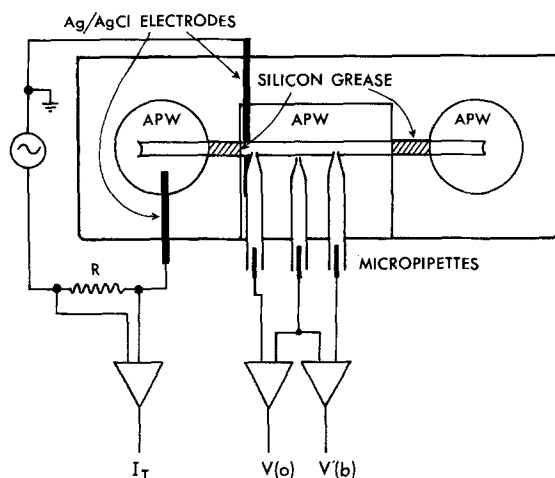 Ag/AgCl ELECTRODES
SILICON GREASE
APW
APW
APW
R
MICROPIPETTES
I_T
V(o)
V'(b)